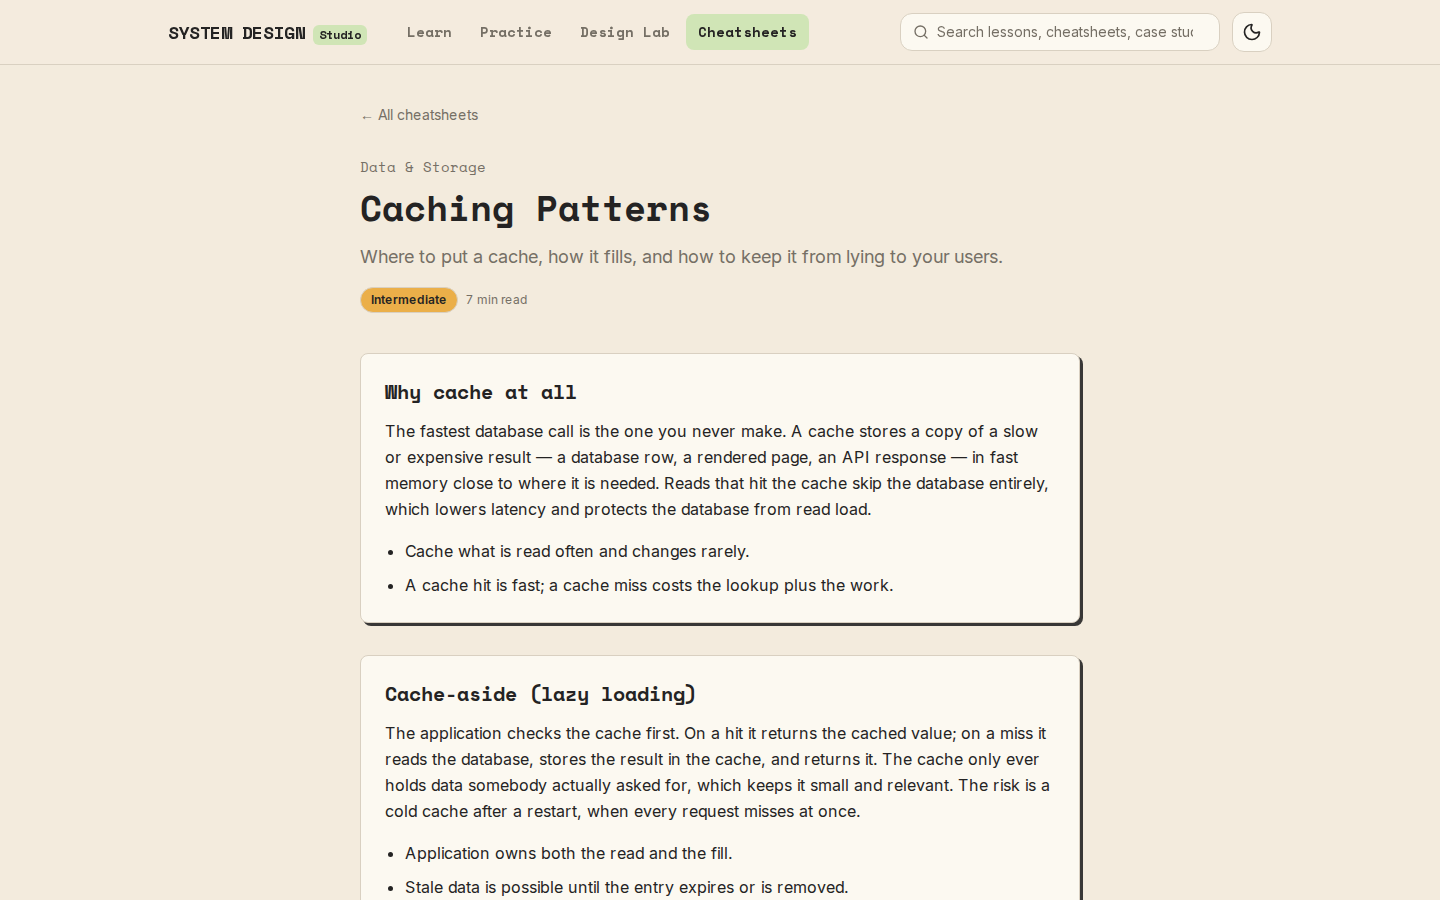 SYSTEM DESIGN Studio Learn Practice Design Lab Cheatsheets Search lessons, cheatsheets, case
← All cheatsheets
Data & Storage
Caching Patterns
Where to put a cache, how it fills, and how to keep it from lying to your users.
Intermediate 7 min read
Why cache at all
The fastest database call is the one you never make. A cache stores a copy of a slow
or expensive result — a database row, a rendered page, an API response — in fast
memory close to where it is needed. Reads that hit the cache skip the database entirely,
which lowers latency and protects the database from read load.
• Cache what is read often and changes rarely.
• A cache hit is fast; a cache miss costs the lookup plus the work.
Cache-aside (lazy loading)
The application checks the cache first. On a hit it returns the cached value; on a miss it
reads the database, stores the result in the cache, and returns it. The cache only ever
holds data somebody actually asked for, which keeps it small and relevant. The risk is a
cold cache after a restart, when every request misses at once.
• Application owns both the read and the fill.
• Stale data is possible until the entry expires or is removed.